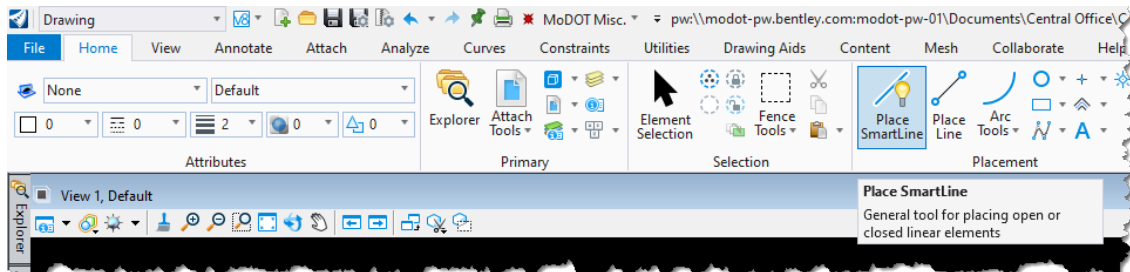 Drawing V8 MoDOT Misc. pw:\\modot-pw.bentley.com:modot-pw-01\Documents\Central Office\C
File Home View Annotate Attach Analyze Curves Constraints Utilities Drawing Aids Content Mesh Collaborate Help
None Default
0 0 2 0 0
Explorer Attach Tools Element Selection Fence Tools Place SmartLine Place Line Arc Tools A
Attributes Primary Selection Placement
View 1, Default
Explorer
Place SmartLine
General tool for placing open or
closed linear elements